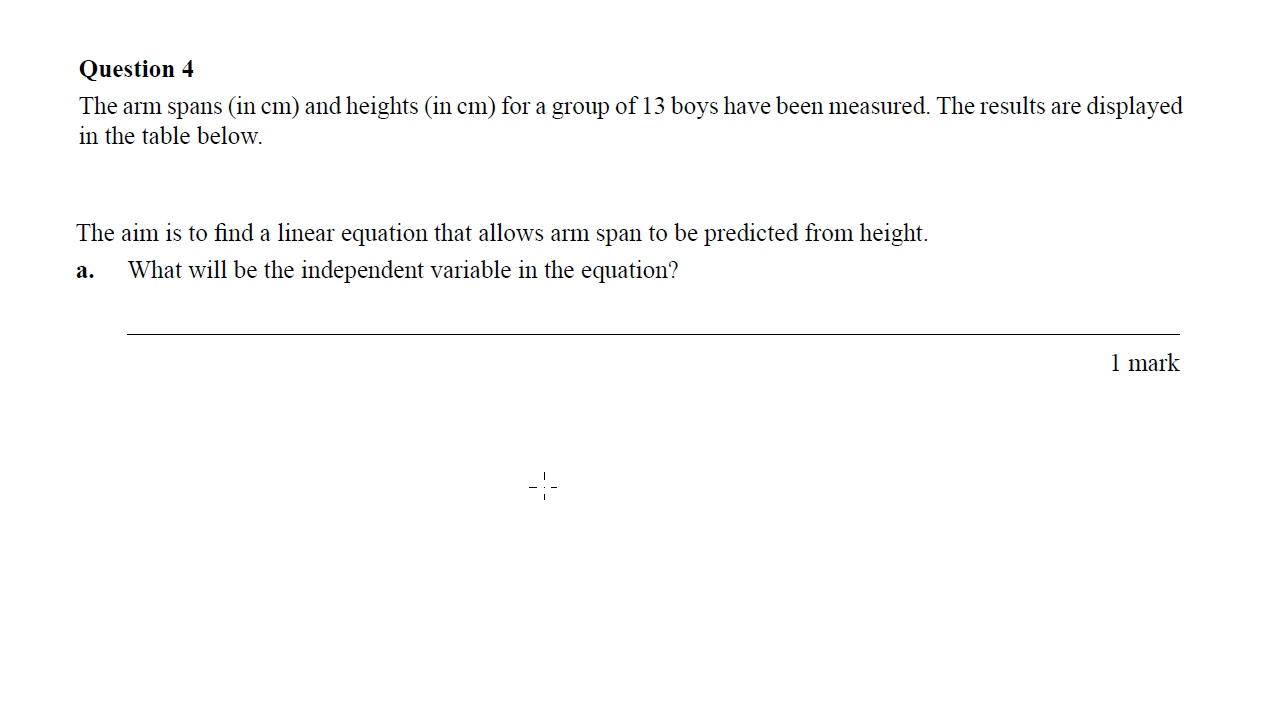 Question 4
The arm spans (in cm) and heights (in cm) for a group of 13 boys have been measured. The results are displayed
in the table below.
The aim is to find a linear equation that allows arm span to be predicted from height.
a. What will be the independent variable in the equation?
1 mark